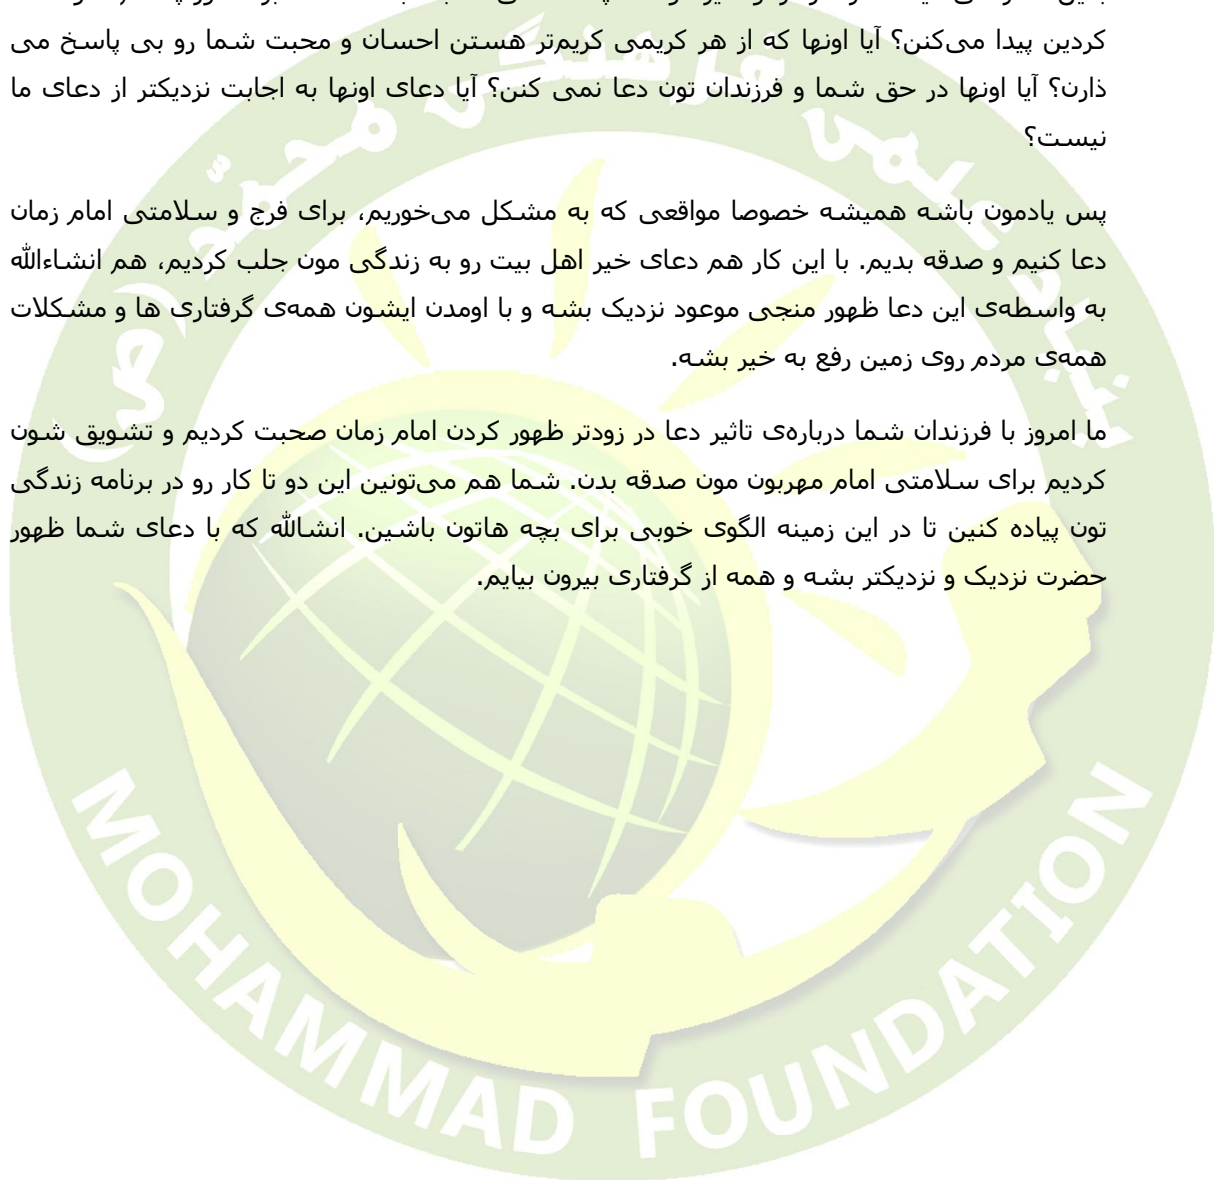 کردین پیدا می‌کنن؟ آیا اونها که از هر کریمی کریم‌تر هستن احسان و محبت شما رو بی پاسخ می
ذارن؟ آیا اونها در حق شما و فرزندان تون دعا نمی کنن؟ آیا دعای اونها به اجابت نزدیکتر از دعای ما
نیست؟
پس یادمون باشه همیشه خصوصا مواقعی که به مشکل می‌خوریم، برای فرج و سلامتی امام زمان
دعا کنیم و صدقه بدیم. با این کار هم دعای خیر اهل بیت رو به زندگی مون جلب کردیم، هم انشاءالله
به واسطه‌ی این دعا ظهور منجی موعود نزدیک بشه و با اومدن ایشون همه‌ی گرفتاری ها و مشکلات
همه‌ی مردم روی زمین رفع به خیر بشه.
ما امروز با فرزندان شما درباره‌ی تاثیر دعا در زودتر ظهور کردن امام زمان صحبت کردیم و تشویق شون
کردیم برای سلامتی امام مهربون مون صدقه بدن. شما هم می‌تونین این دو تا کار رو در برنامه زندگی
تون پیاده کنین تا در این زمینه الگوی خوبی برای بچه هاتون باشین. انشالله که با دعای شما ظهور
حضرت نزدیک و نزدیکتر بشه و همه از گرفتاری بیرون بیایم.
بنیاد علمی فرهنگی محمّد (ص)
MOHAMMAD FOUNDATION